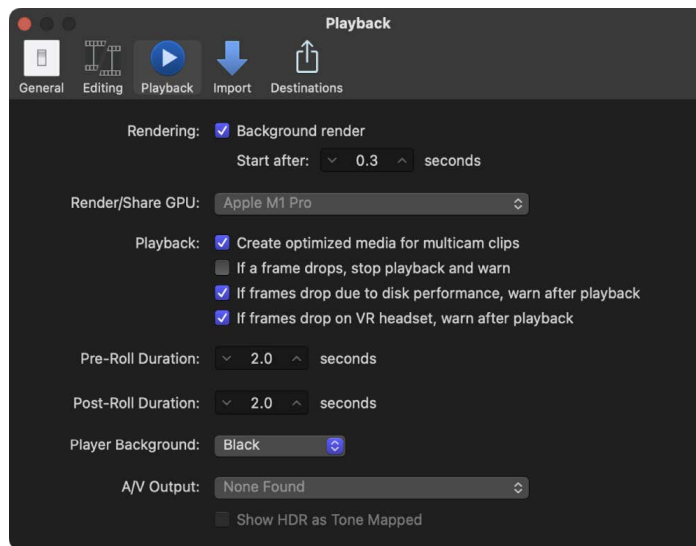 Playback
General Editing Playback Import Destinations
Rendering: Background render
Start after: 0.3 seconds
Render/Share GPU: Apple M1 Pro
Playback: Create optimized media for multicam clips
If a frame drops, stop playback and warn
If frames drop due to disk performance, warn after playback
If frames drop on VR headset, warn after playback
Pre-Roll Duration: 2.0 seconds
Post-Roll Duration: 2.0 seconds
Player Background: Black
A/V Output: None Found
Show HDR as Tone Mapped